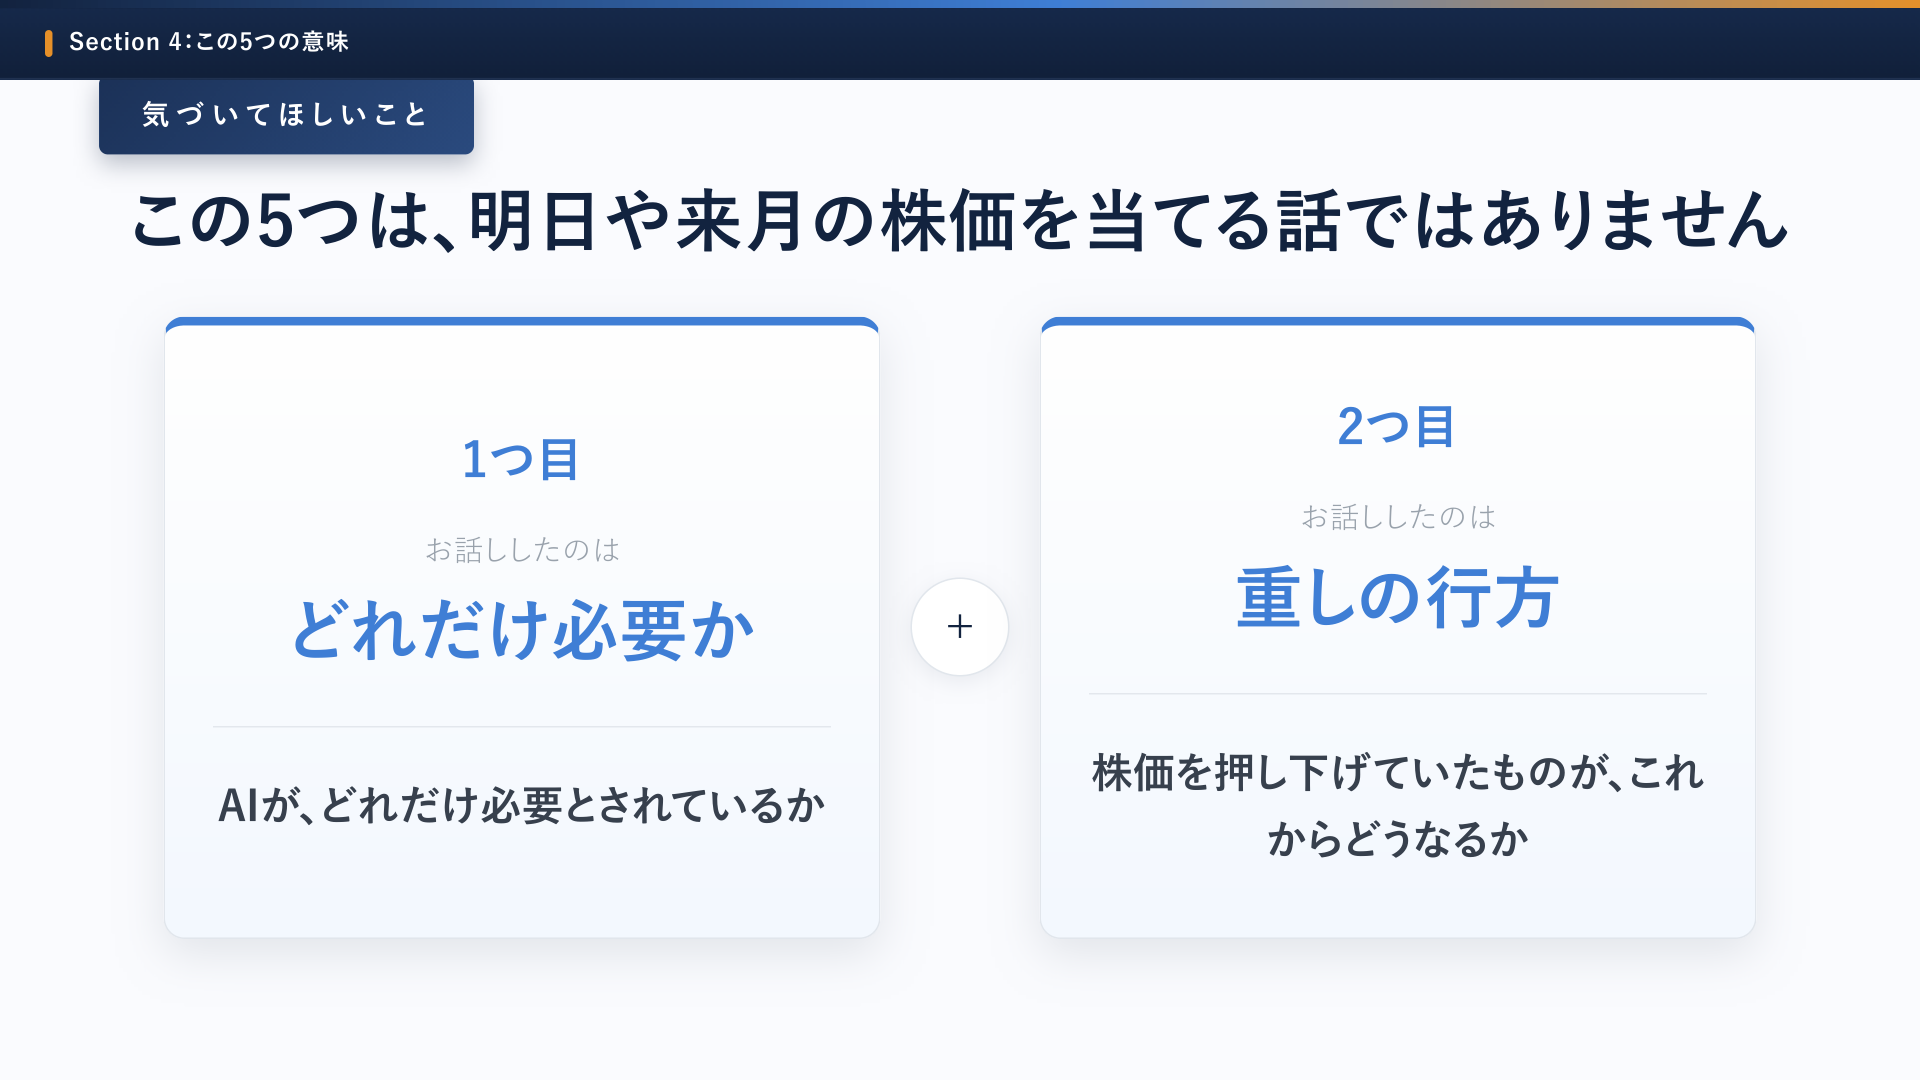 Section 4：この5つの意味
気づいてほしいこと
この5つは、明日や来月の株価を当てる話ではありません
1つ目
お話ししたのは
どれだけ必要か
AIが、どれだけ必要とされているか
+
2つ目
お話ししたのは
重しの行方
株価を押し下げていたものが、これ
からどうなるか